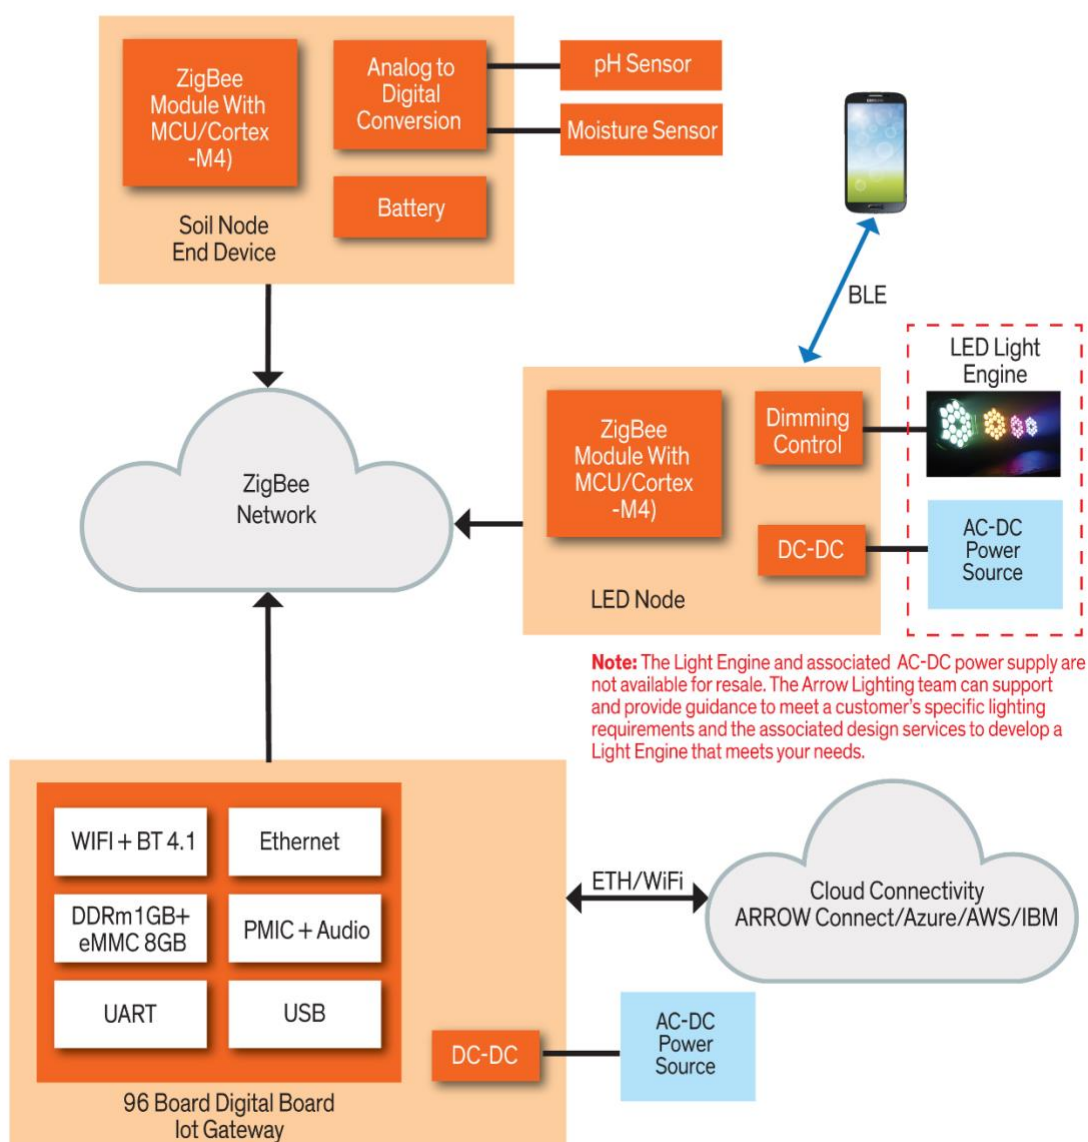 ZigBee
Module With
MCU/Cortex
-M4)
Analog to
Digital
Conversion
pH Sensor
Moisture Sensor
Battery
Soil Node
End Device
BLE
ZigBee
Network
ZigBee
Module With
MCU/Cortex
-M4)
Dimming
Control
LED Light
Engine
DC-DC
AC-DC
Power
Source
LED Node
Note: The Light Engine and associated AC-DC power supply are
not available for resale. The Arrow Lighting team can support
and provide guidance to meet a customer's specific lighting
requirements and the associated design services to develop a
Light Engine that meets your needs.
WIFI + BT 4.1
Ethernet
DDRm1GB+
eMMC 8GB
PMIC + Audio
UART
USB
ETH/WiFi
Cloud Connectivity
ARROW Connect/Azure/AWS/IBM
DC-DC
AC-DC
Power
Source
96 Board Digital Board
Iot Gateway